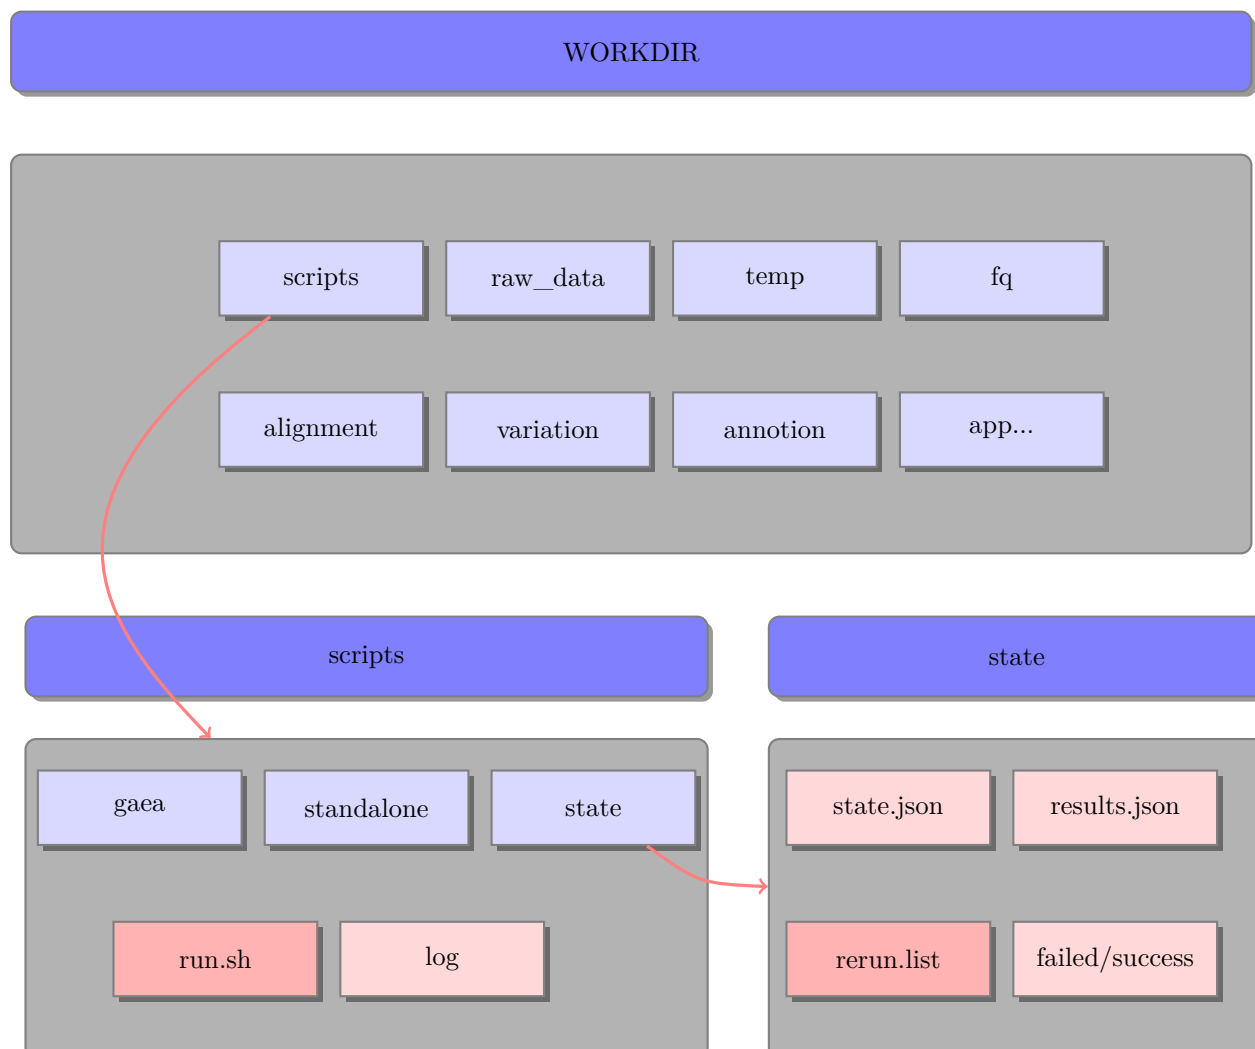 WORKDIR
scripts
raw_data
temp
fq
alignment
variation
annotion
app...
scripts
state
gaea
standalone
state
state.json
results.json
run.sh
log
rerun.list
failed/success